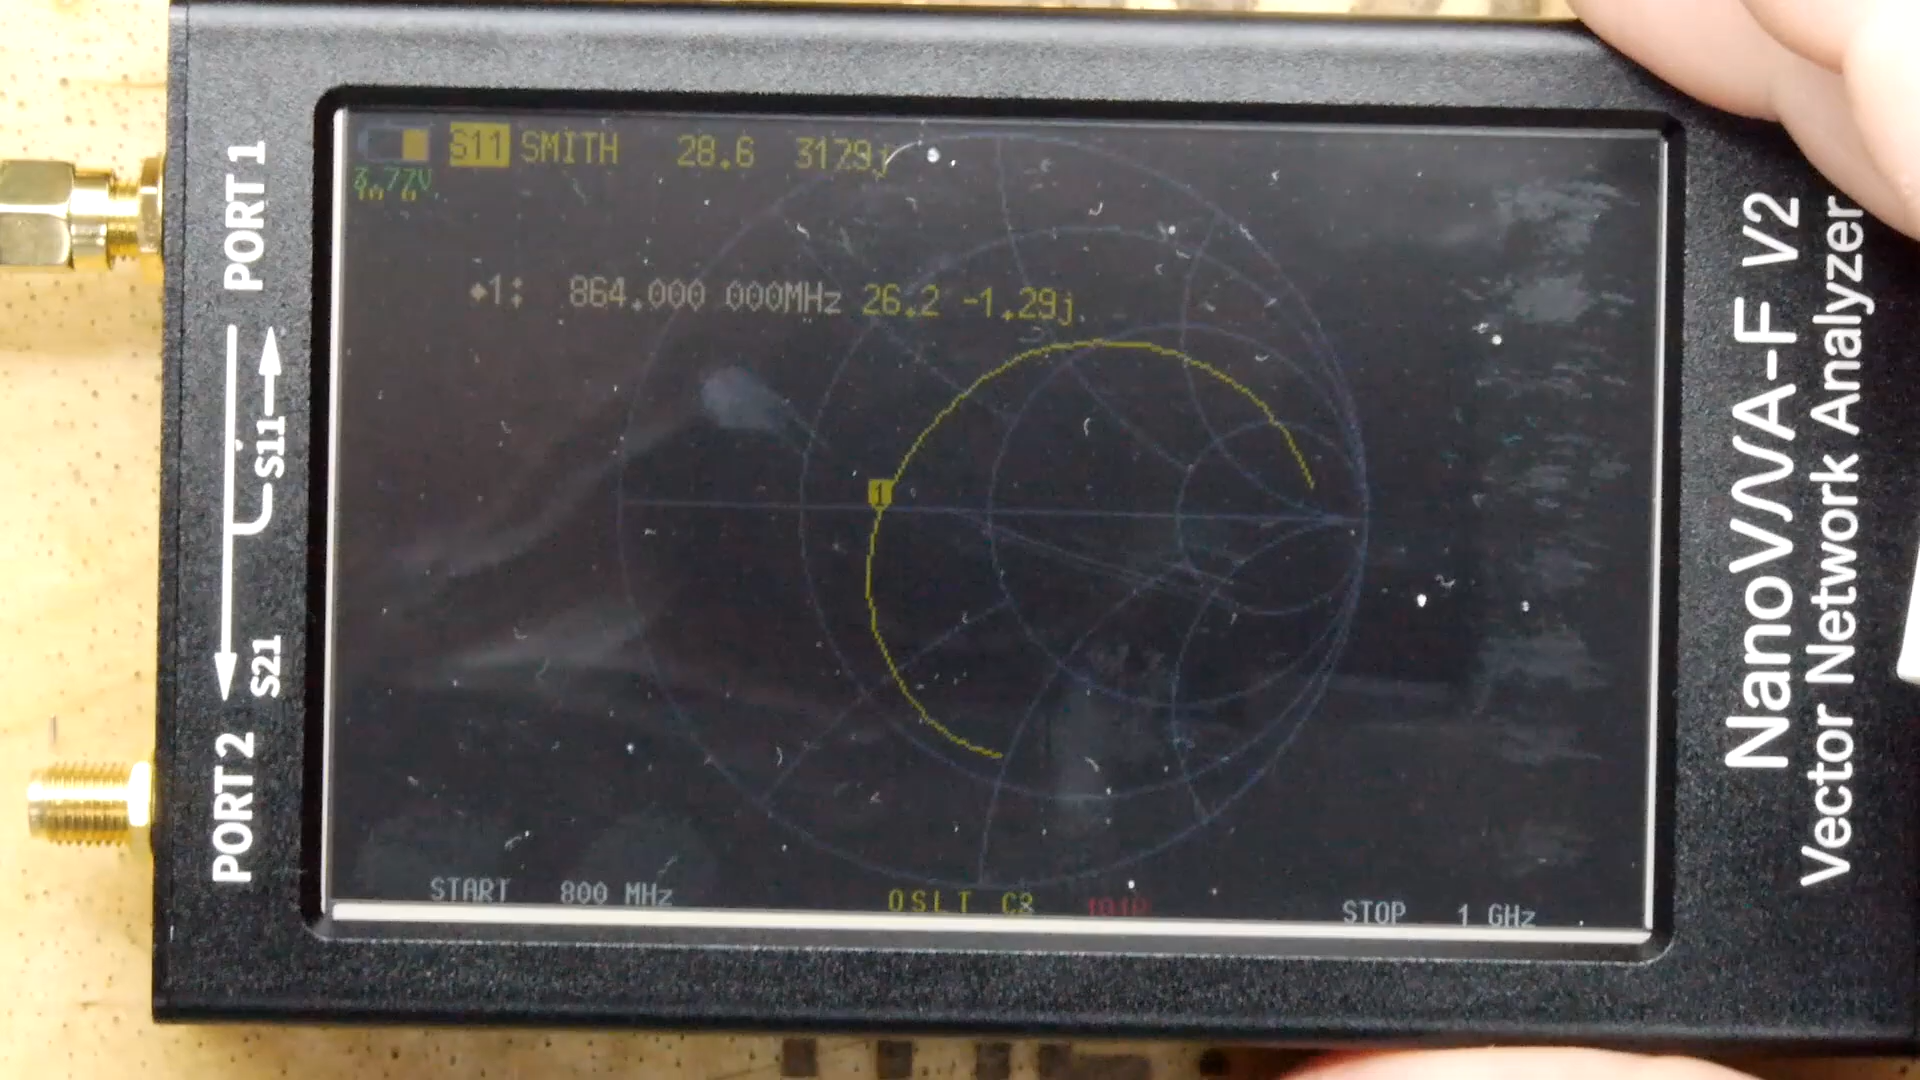 S11 SMITH 28.6 3179j
3.77V
1: 864.000 000MHz 26.2 -1.29j
1
START 800 MHz OSLT C8 101P STOP 1 GHz
PORT 1
S11
S21
PORT 2
NanoVNA-F V2
Vector Network Analyzer